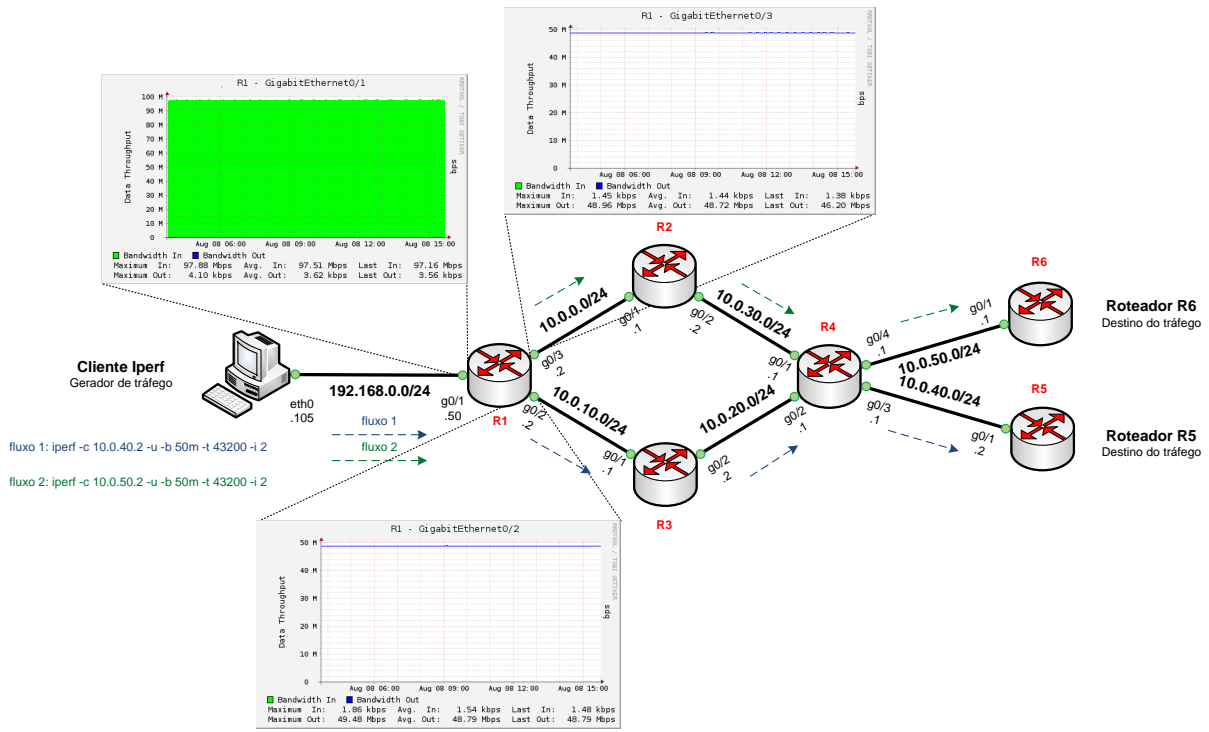 R1 - GigabitEthernet0/3
50 M
40 M
30 M
20 M
10 M
0
Data Throughput
bps
RRDTOOL / TOBI OETIKER
Aug 08 06:00 Aug 08 09:00 Aug 08 12:00 Aug 08 15:00
Bandwidth In Bandwidth Out
Maximum In: 1.45 kbps Avg. In: 1.44 kbps Last In: 1.38 kbps
Maximum Out: 48.96 Mbps Avg. Out: 48.72 Mbps Last Out: 46.20 Mbps
R1 - GigabitEthernet0/1
100 M
90 M
80 M
70 M
60 M
50 M
40 M
30 M
20 M
10 M
0
Data Throughput
bps
RRDTOOL / TOBI OETIKER
Aug 08 06:00 Aug 08 09:00 Aug 08 12:00 Aug 08 15:00
Bandwidth In Bandwidth Out
Maximum In: 97.88 Mbps Avg. In: 97.51 Mbps Last In: 97.16 Mbps
Maximum Out: 4.10 kbps Avg. Out: 3.62 kbps Last Out: 3.56 kbps
R2
10.0.0.0/24
g0/1
.1
g0/2
.2
10.0.30.0/24
R6
g0/1
.1
Roteador R6
Destino do tráfego
R4
g0/4
.1
10.0.50.0/24
g0/1
.1
Cliente Iperf
Gerador de tráfego
eth0
.105
192.168.0.0/24
g0/1
.50
R1
g0/3
.2
g0/2
.2
10.0.10.0/24
10.0.20.0/24
g0/2
.1
10.0.40.0/24
g0/3
.1
R5
g0/1
.2
Roteador R5
Destino do tráfego
fluxo 1
fluxo 1: iperf -c 10.0.40.2 -u -b 50m -t 43200 -i 2
fluxo 2
fluxo 2: iperf -c 10.0.50.2 -u -b 50m -t 43200 -i 2
g0/1
.1
g0/2
.2
R3
R1 - GigabitEthernet0/2
50 M
40 M
30 M
20 M
10 M
0
Data Throughput
bps
RRDTOOL / TOBI OETIKER
Aug 08 06:00 Aug 08 09:00 Aug 08 12:00 Aug 08 15:00
Bandwidth In Bandwidth Out
Maximum In: 1.86 kbps Avg. In: 1.54 kbps Last In: 1.48 kbps
Maximum Out: 49.48 Mbps Avg. Out: 48.79 Mbps Last Out: 48.79 Mbps